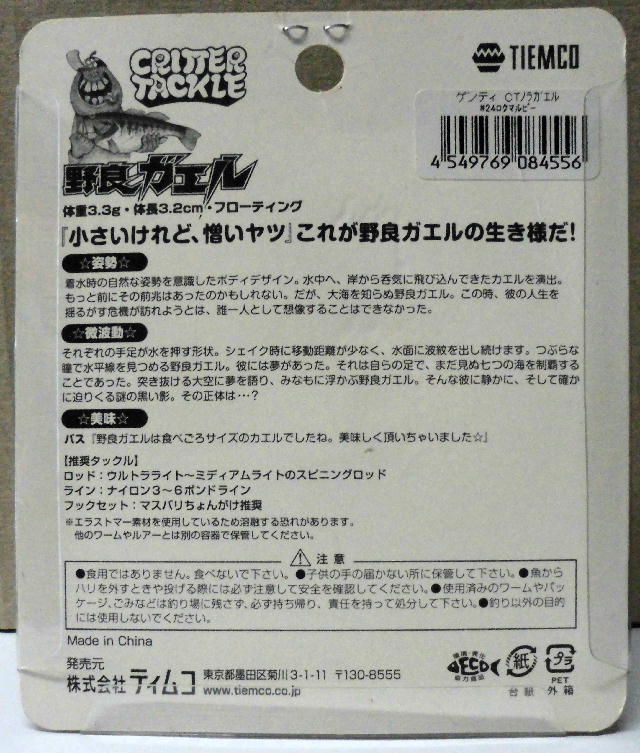 CRITTER
TACKLE
TIEMCO
ゲンティ CTノラガエル
#24コクマルビー
4 549769 084556
野良ガエル
体重3.3g・体長3.2cm・フローティング
『小さいけれど、憎いヤツ』これが野良ガエルの生き様だ!
☆姿勢☆
着水時の自然な姿勢を意識したボディデザイン。水中へ、岸から呑気に飛び込んできたカエルを演出。
もっと前にその前兆はあったのかもしれない。だが、大海を知らぬ野良ガエル。この時、彼の人生を
揺るがす危機が訪れようとは、誰一人として想像することはできなかった。
☆微波動☆
それぞれの手足が水を押す形状。シェイク時に移動距離が少なく、水面に波紋を出し続けます。つぶらな
瞳で水平線を見つめる野良ガエル。彼には夢があった。それは自らの足で、まだ見ぬ七つの海を制覇する
ことであった。突き抜ける大空に夢を語り、みなもに浮かぶ野良ガエル。そんな彼に静かに、そして確か
に迫りくる謎の黒い影。その正体は…?
☆美味☆
バス『野良ガエルは食べごろサイズのカエルでしたね。美味しく頂いちゃいました☆』
【推奨タックル】
ロッド:ウルトラライト～ミディアムライトのスピニングロッド
ライン:ナイロン3～6ポンドライン
フックセット:マスバリちょんがけ推奨
※エラストマー素材を使用しているため溶融する恐れがあります。
他のワームやルアーとは別の容器で保管してください。
注意
●食用ではありません。食べないで下さい。●子供の手の届かない所に保管して下さい。●魚から
ハリを外すときや投げる際には必ず注意して安全を確認してください。●使用済みのワームやパッ
ケージ、ごみなどは釣り場に残さず、必ず持ち帰り、責任を持って処分して下さい。●釣り以外の目的
には使用しないでください。
Made in China
発売元
株式会社ティムコ 東京都墨田区菊川3-1-11 〒130-8555
www.tiemco.co.jp
ECO
紙
台紙
プラ
PET
外箱